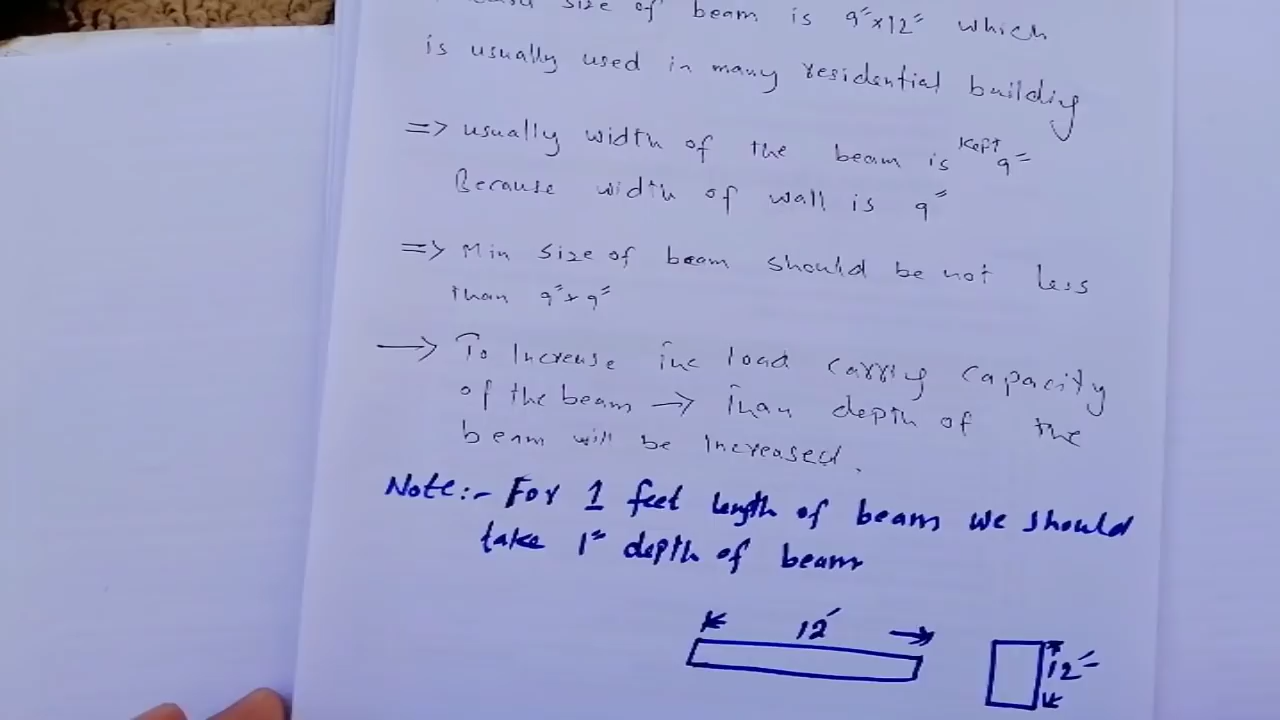 size of beam is 9"x12" which
is usually used in many residential building
=> usually width of the beam is kept 9"
Because width of wall is 9"
=> Min size of beam should be not less
than 9"x9"
→ To Increase the load carrig capacity
of the beam → Than depth of the
beam will be Increased.
Note:- For 1 feet length of beam we should
take 1" depth of beam
12'
12"